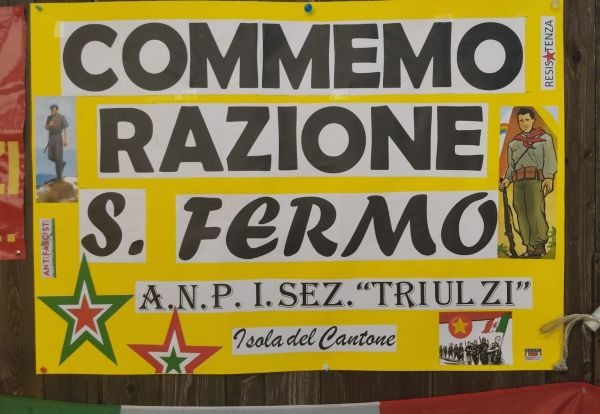 COMMEMO
RAZIONE
S. FERMO
A.N.P.I. SEZ. "TRIULZI"
Isola del Cantone
RESISTENZA
ANTIFASCISTI